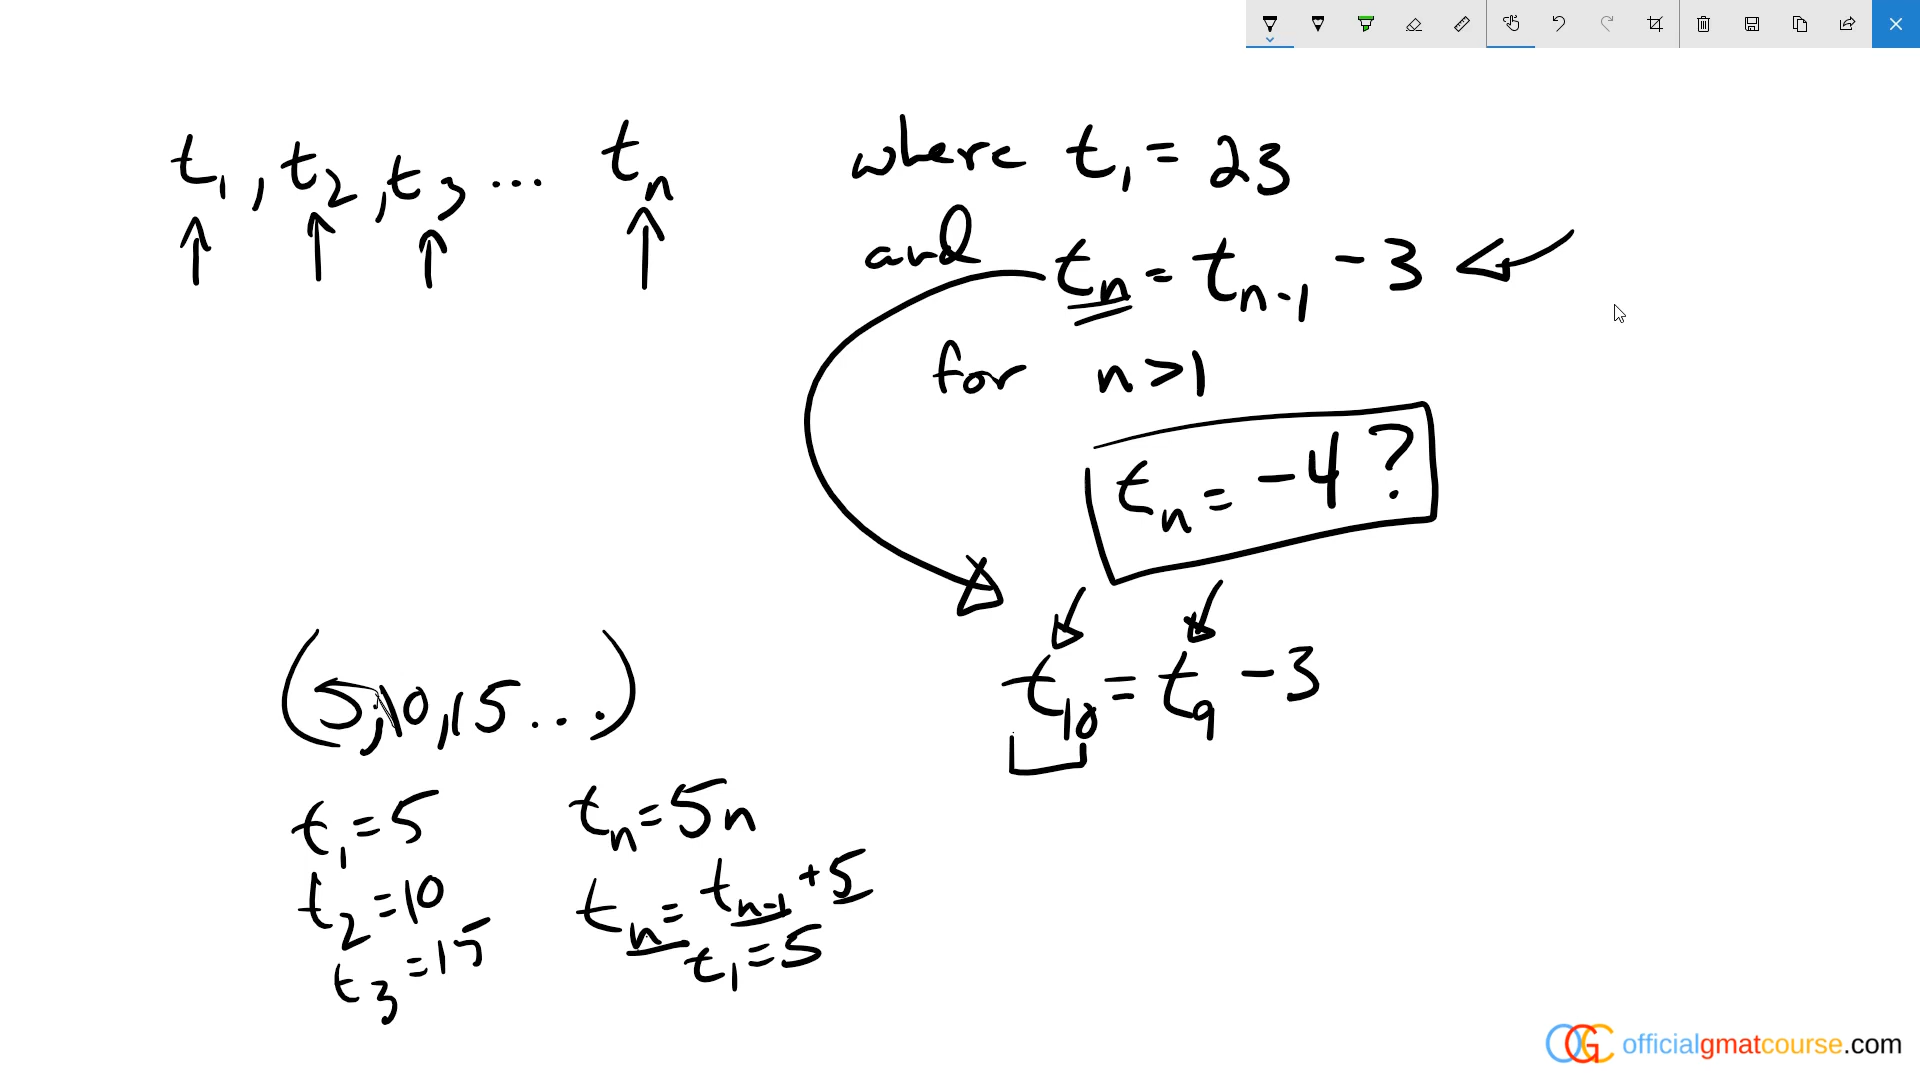 t₁, t₂, t₃ ... tₙ
where t₁ = 23
and tₙ = tₙ₋₁ - 3
for n > 1
tₙ = -4 ?
t₁₀ = t₉ - 3
(5, 10, 15 ...)
t₁ = 5
t₂ = 10
t₃ = 15
tₙ = 5n
tₙ = tₙ₋₁ + 5
t₁ = 5
OGC officialgmatcourse.com